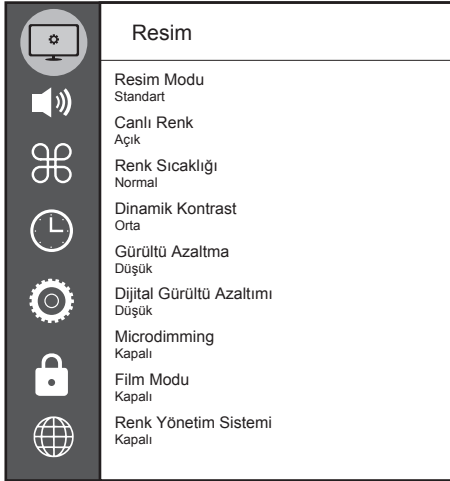 Resim
Resim Modu
Standart
Canlı Renk
Açık
Renk Sıcaklığı
Normal
Dinamik Kontrast
Orta
Gürültü Azaltma
Düşük
Dijital Gürültü Azaltımı
Düşük
Microdimming
Kapalı
Film Modu
Kapalı
Renk Yönetim Sistemi
Kapalı